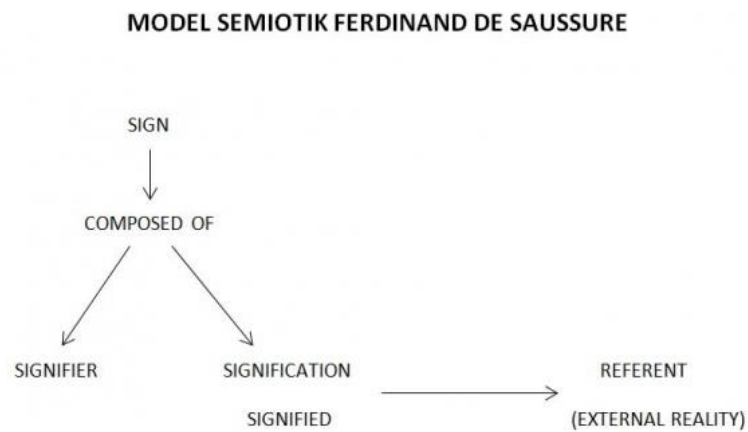 MODEL SEMIOTIK FERDINAND DE SAUSSURE
SIGN
COMPOSED OF
SIGNIFIER
SIGNIFICATION
REFERENT
SIGNIFIED
(EXTERNAL REALITY)